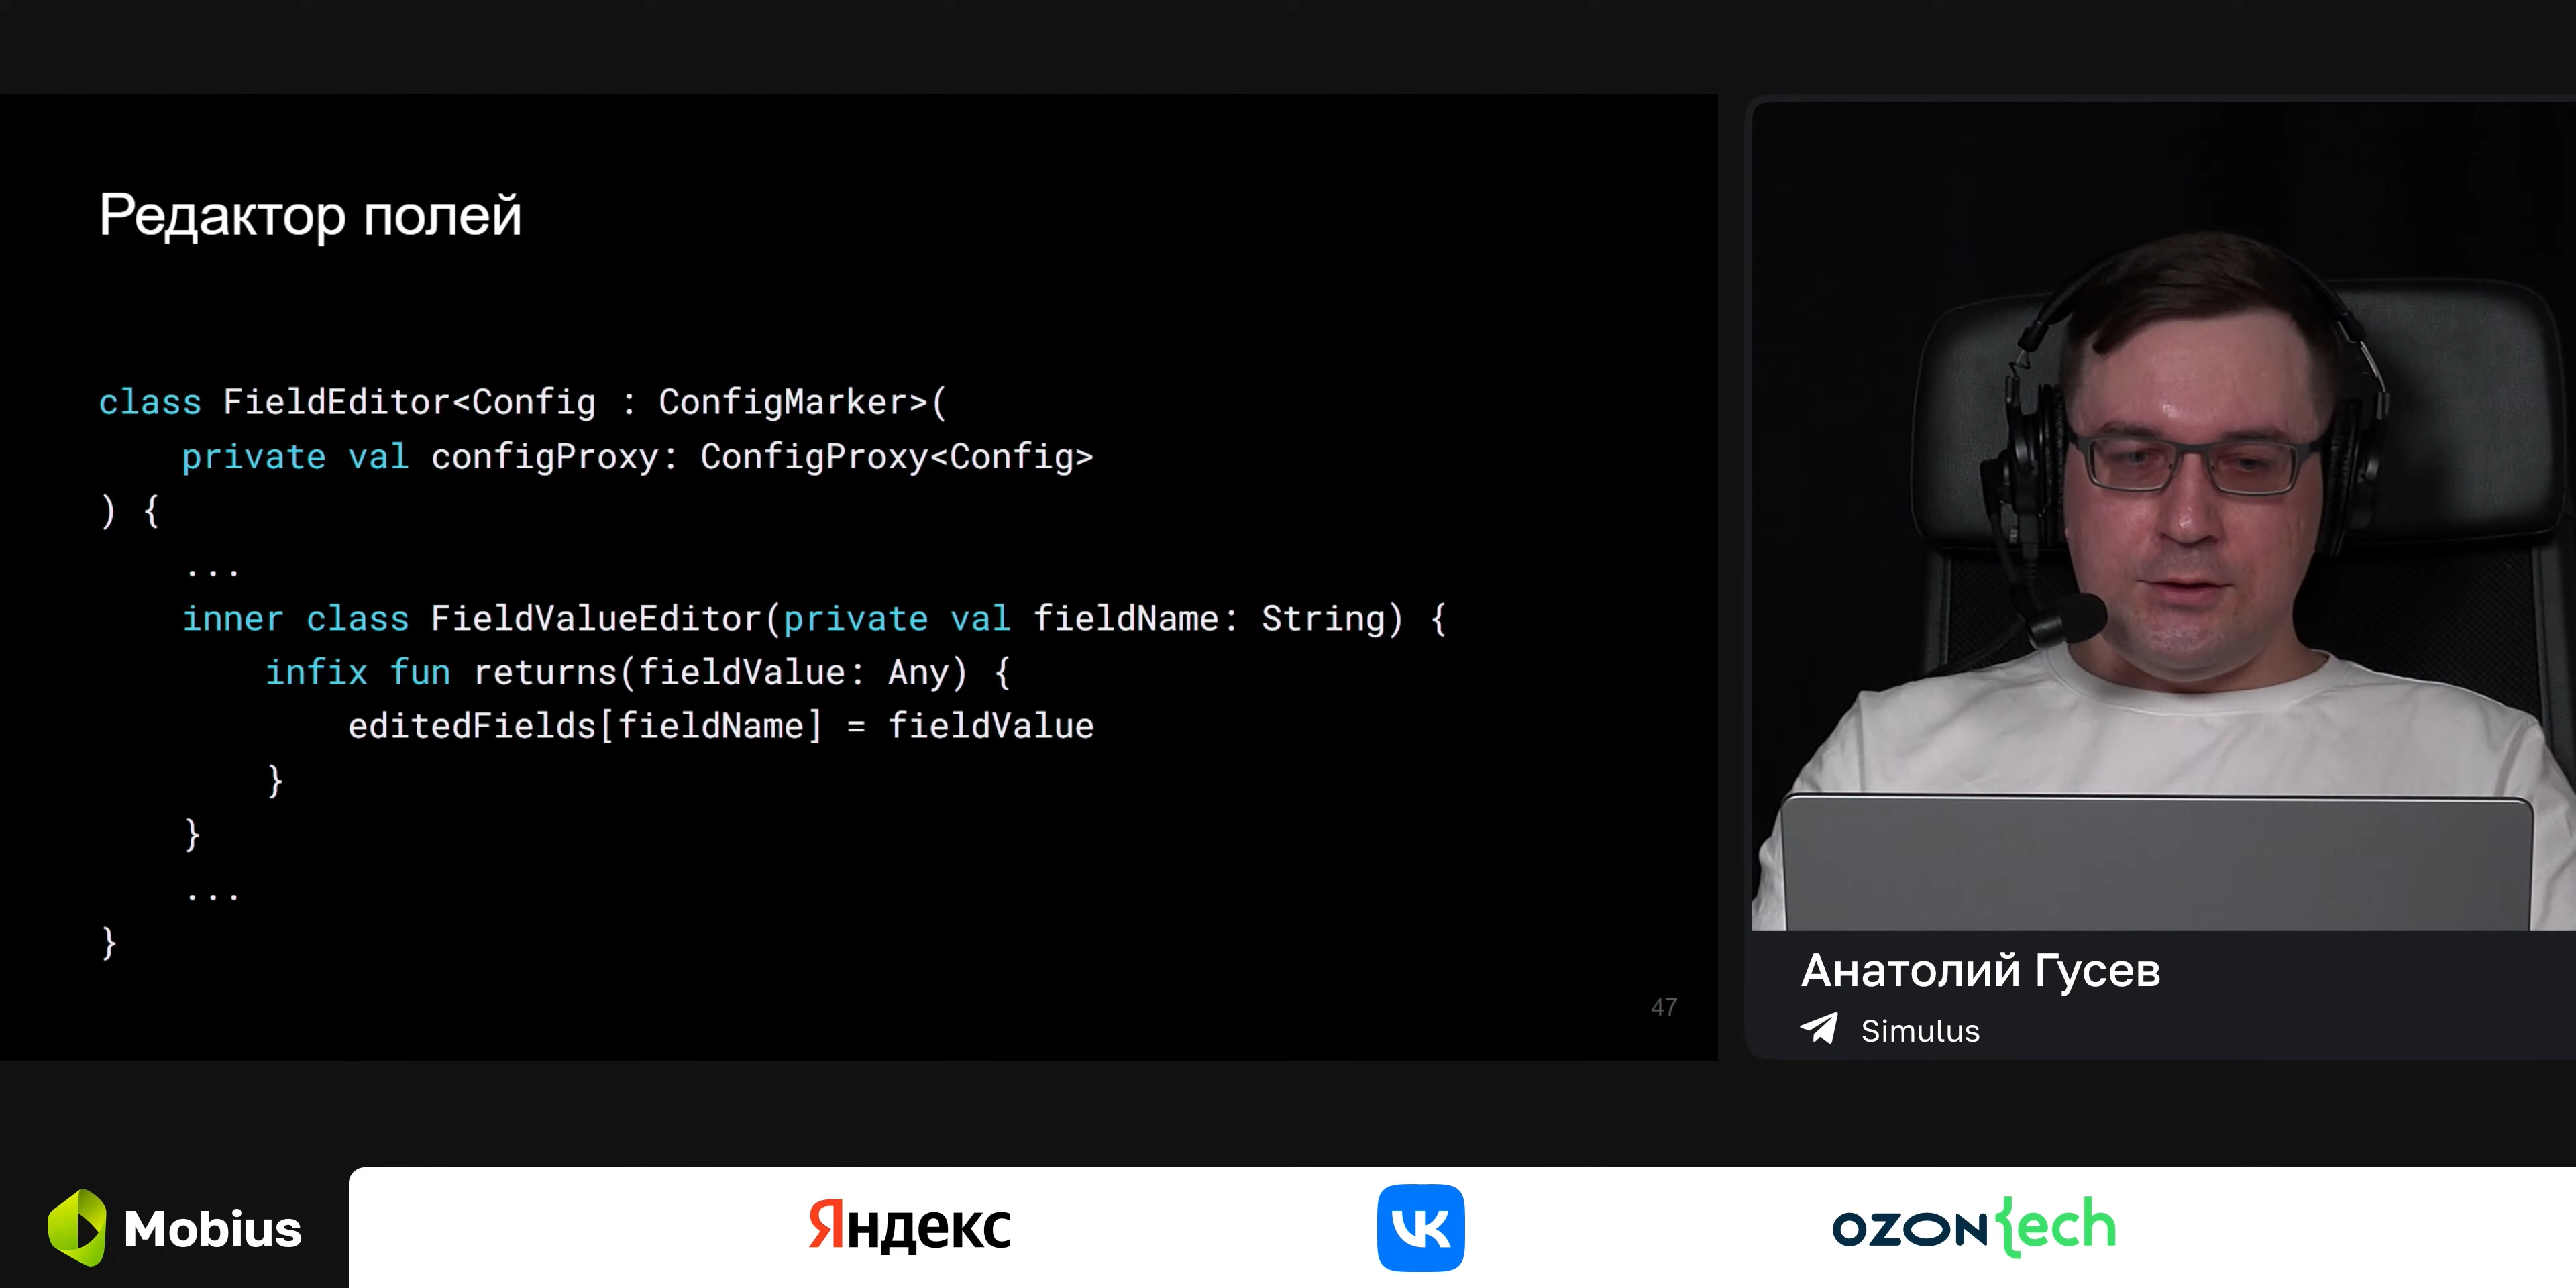 Редактор полей
class FieldEditor<Config : ConfigMarker>(
    private val configProxy: ConfigProxy<Config>
) {
    ...
    inner class FieldValueEditor(private val fieldName: String) {
        infix fun returns(fieldValue: Any) {
            editedFields[fieldName] = fieldValue
        }
    }
    ...
}
47
Анатолий Гусев
Simulus
Mobius
Яндекс
VK
ozon{tech